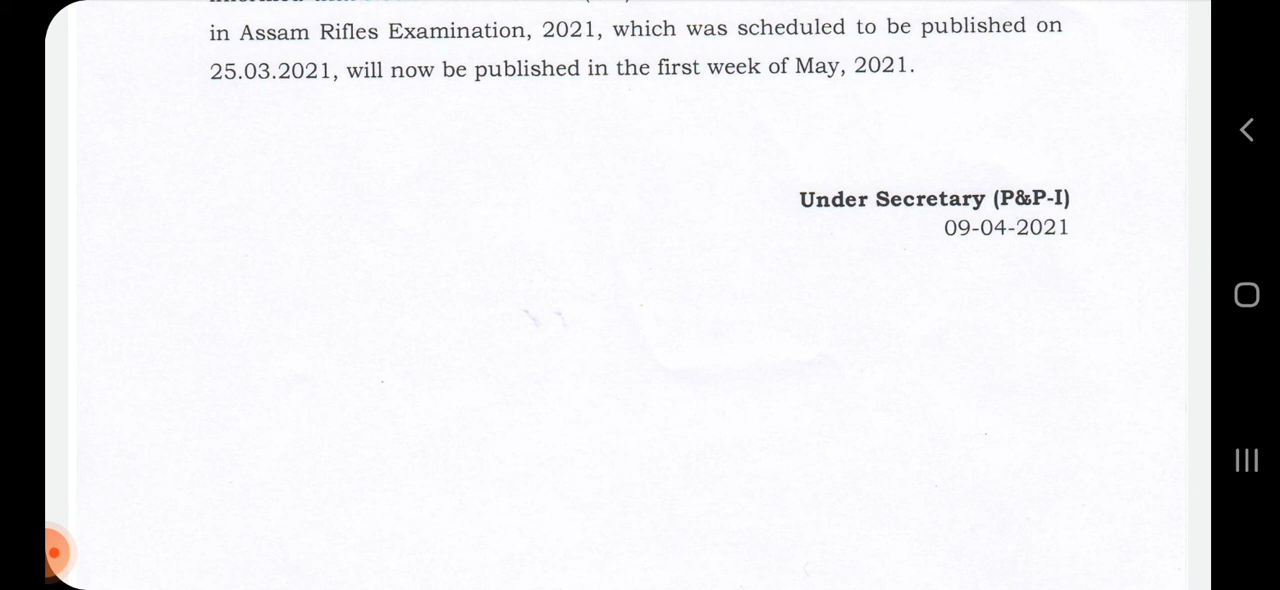 in Assam Rifles Examination, 2021, which was scheduled to be published on
25.03.2021, will now be published in the first week of May, 2021.
Under Secretary (P&P-I)
09-04-2021